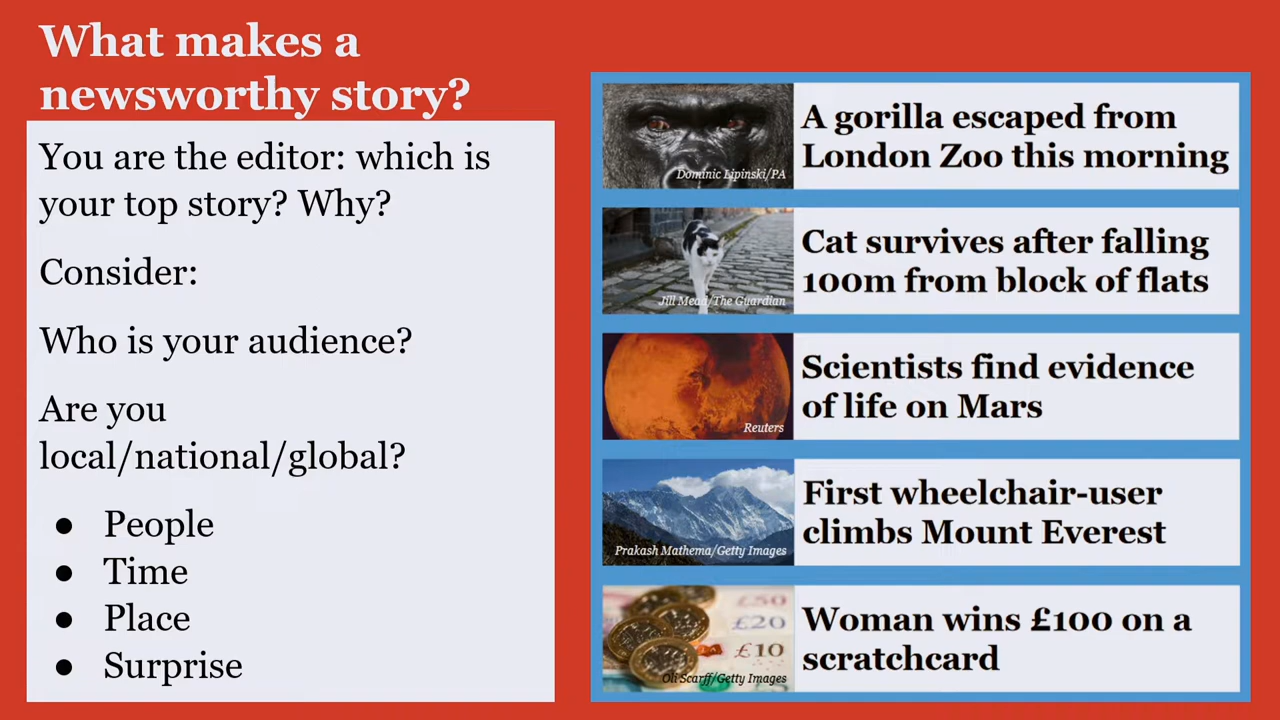 What makes a
newsworthy story?
You are the editor: which is
your top story? Why?
Consider:
Who is your audience?
Are you
local/national/global?
● People
● Time
● Place
● Surprise
A gorilla escaped from
London Zoo this morning
Dominic Lipinski/PA
Cat survives after falling
100m from block of flats
Jill Mead/The Guardian
Scientists find evidence
of life on Mars
Reuters
First wheelchair-user
climbs Mount Everest
Prakash Mathema/Getty Images
Woman wins £100 on a
scratchcard
£50
£20
£10
Oli Scarff/Getty Images